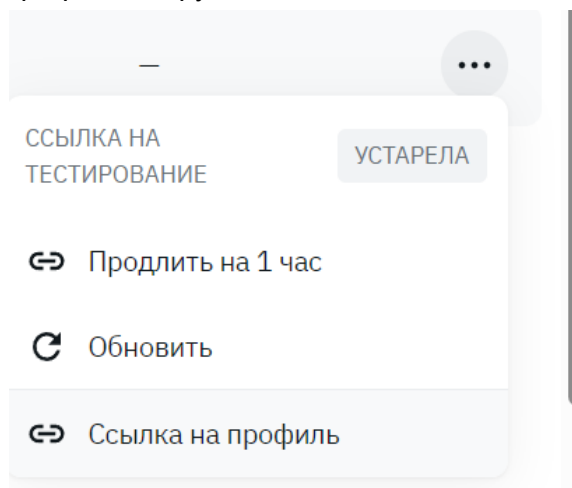 —
ССЫЛКА НА
ТЕСТИРОВАНИЕ
УСТАРЕЛА
Продлить на 1 час
Обновить
Ссылка на профиль